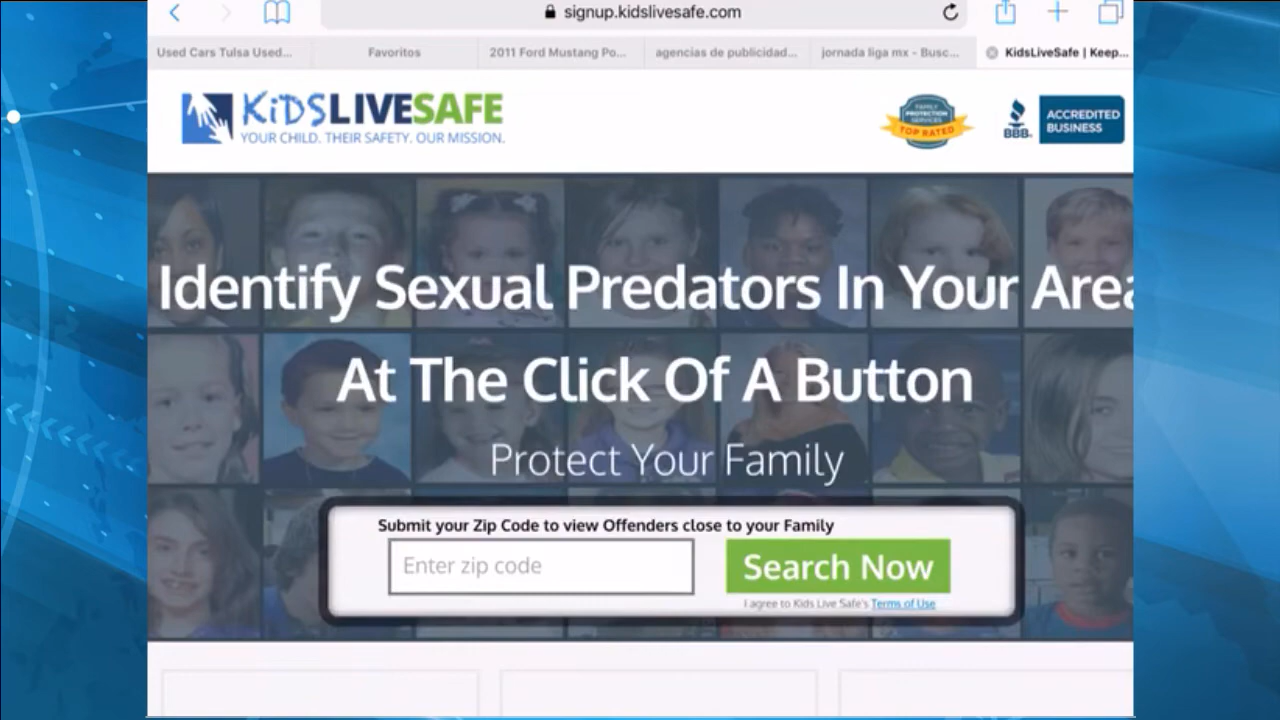 signup.kidslivesafe.com
Used Cars Tulsa Used...
Favoritos
2011 Ford Mustang Po...
agencias de publicidad...
jornada liga mx - Busc...
KidsLiveSafe | Keep...
KiDSLIVESAFE
YOUR CHILD. THEIR SAFETY. OUR MISSION.
FAMILY
PROTECTION
SERVICES
TOP RATED
BBB.
ACCREDITED
BUSINESS
Identify Sexual Predators In Your Area
At The Click Of A Button
Protect Your Family
Submit your Zip Code to view Offenders close to your Family
Enter zip code
Search Now
I agree to Kids Live Safe's Terms of Use